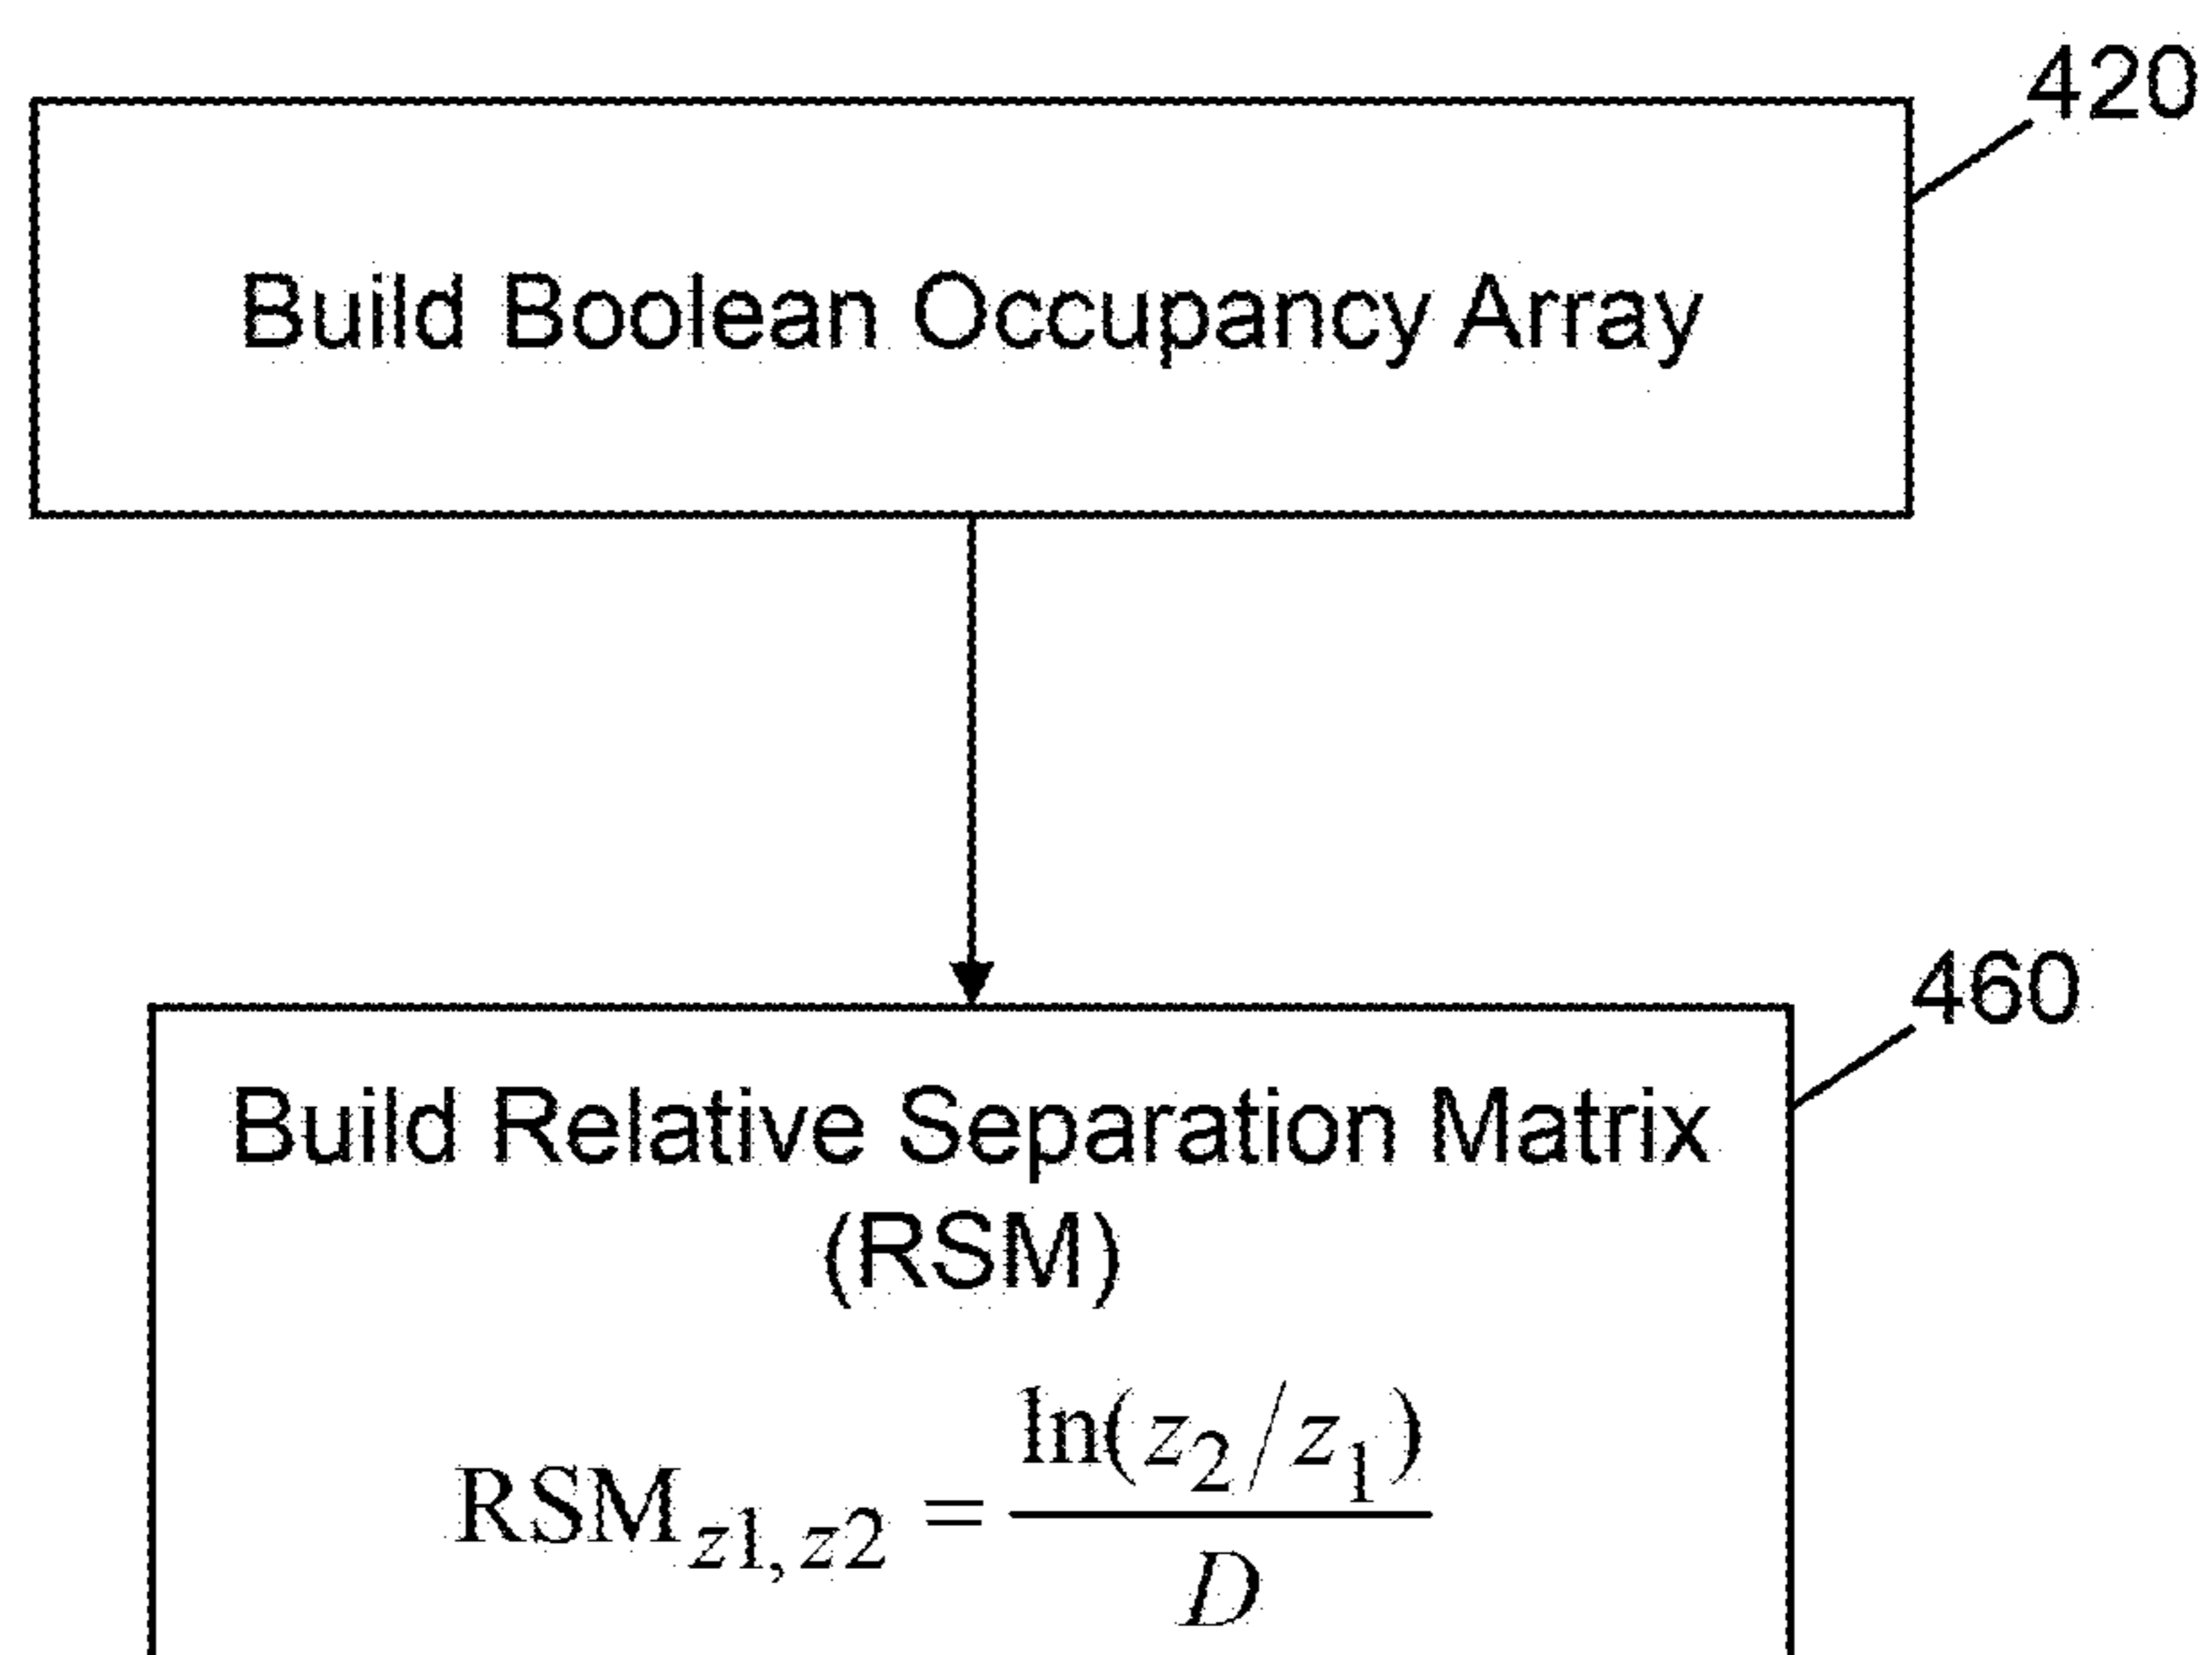 420
Build Boolean Occupancy Array
460
Build Relative Separation Matrix
(RSM)
RSM_{z1, z2} = ln(z_2/z_1) / D